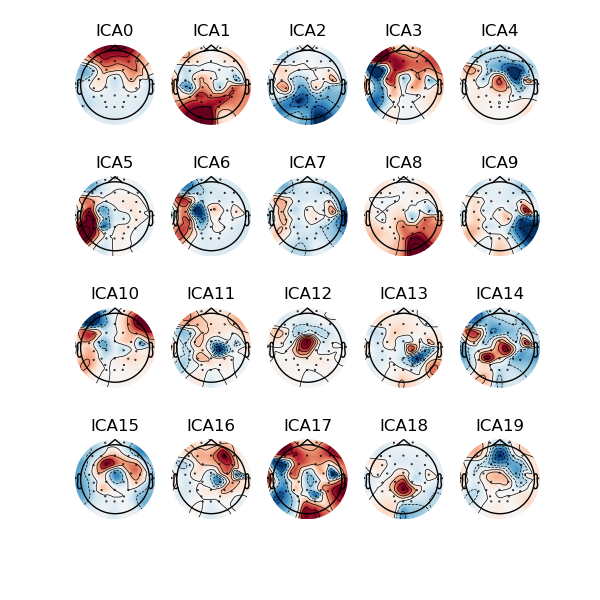 ICA0 ICA1 ICA2 ICA3 ICA4
ICA5 ICA6 ICA7 ICA8 ICA9
ICA10 ICA11 ICA12 ICA13 ICA14
ICA15 ICA16 ICA17 ICA18 ICA19